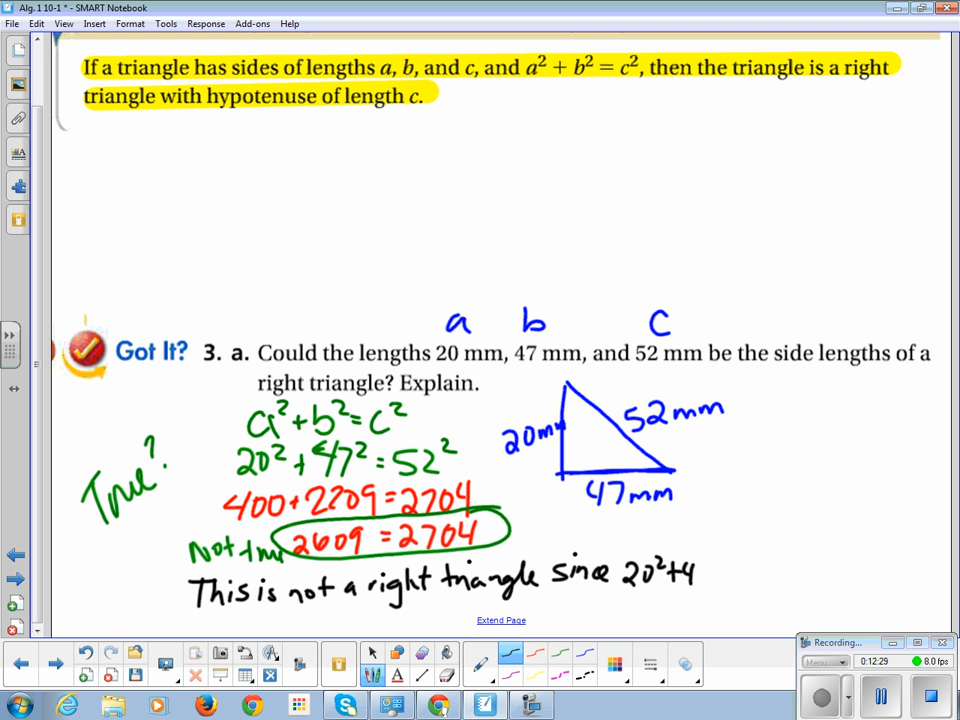 Alg.1 10-1 * - SMART Notebook
File Edit View Insert Format Tools Response Add-ons Help
If a triangle has sides of lengths a, b, and c, and a² + b² = c², then the triangle is a right
triangle with hypotenuse of length c.
a b c
Got It? 3. a. Could the lengths 20 mm, 47 mm, and 52 mm be the side lengths of a
right triangle? Explain.
a²+b²=c²
20²+47²=52²
True?
400+2209=2704
Not true 2609=2704
20mm
52mm
47mm
This is not a right triangle since 20²+4
Extend Page
Recording...
Menu 0:12:29 8.0 fps